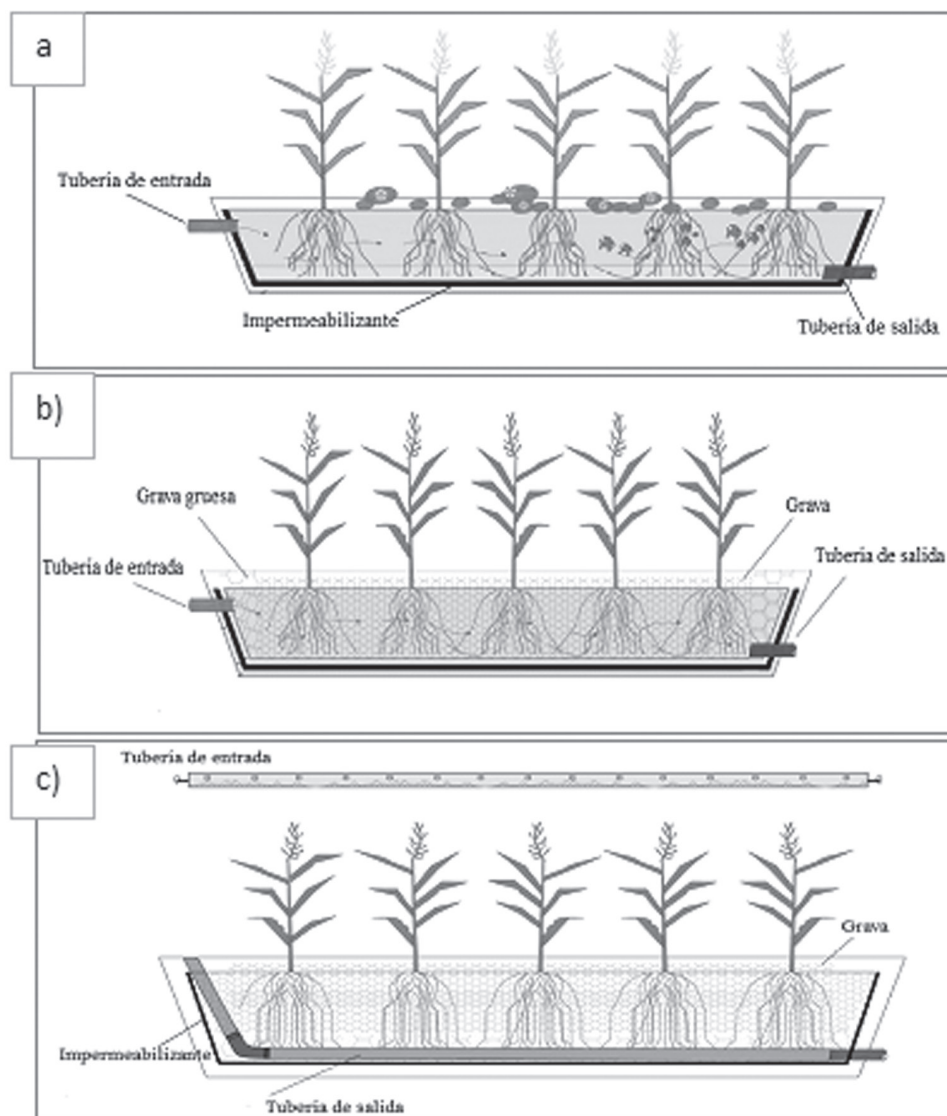 a
Tubería de entrada
Impermeabilizante
Tubería de salida
b)
Grava gruesa
Grava
Tubería de entrada
Tubería de salida
c)
Tubería de entrada
Grava
Impermeabilizante
Tubería de salida